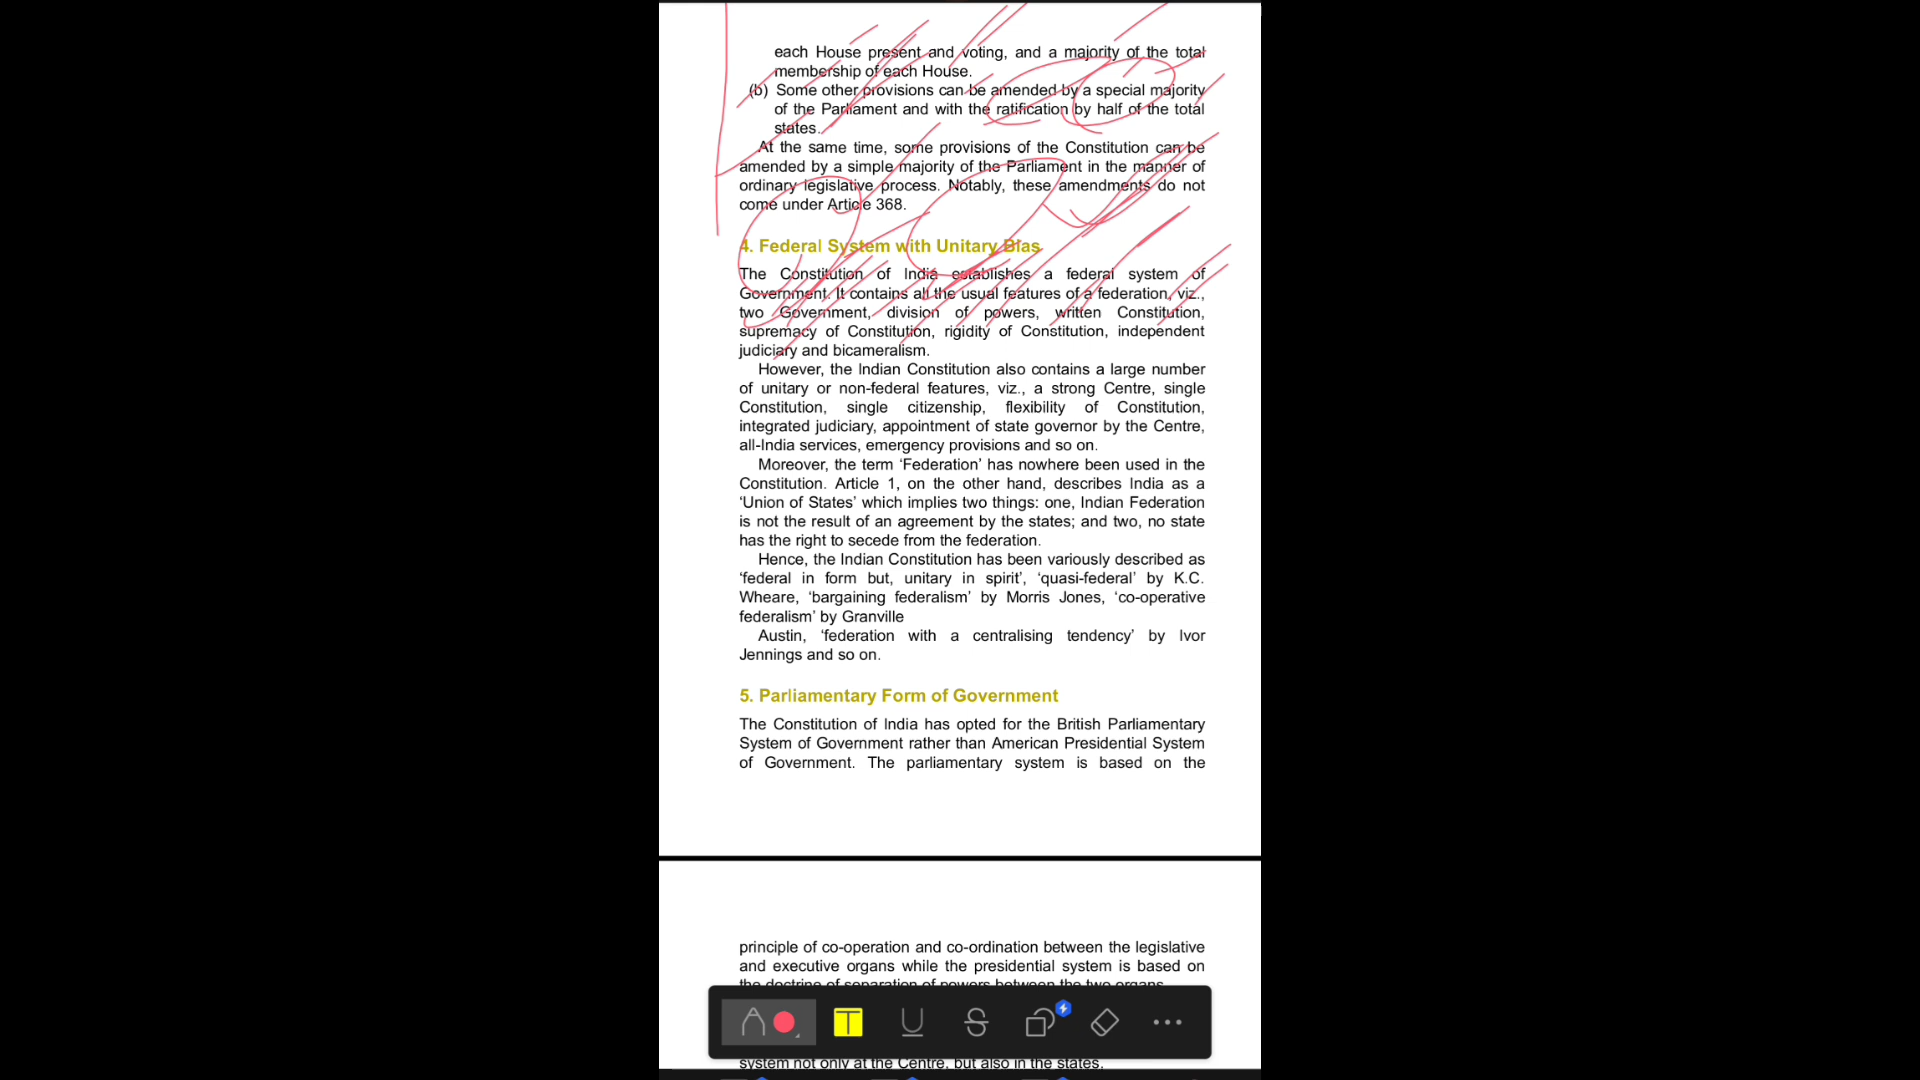 each House present and voting, and a majority of the total
membership of each House.
(b) Some other provisions can be amended by a special majority
of the Parliament and with the ratification by half of the total
states.
At the same time, some provisions of the Constitution can be
amended by a simple majority of the Parliament in the manner of
ordinary legislative process. Notably, these amendments do not
come under Article 368.
4. Federal System with Unitary Bias
The Constitution of India establishes a federal system of
Government. It contains all the usual features of a federation, viz.,
two Government, division of powers, written Constitution,
supremacy of Constitution, rigidity of Constitution, independent
judiciary and bicameralism.
However, the Indian Constitution also contains a large number
of unitary or non-federal features, viz., a strong Centre, single
Constitution, single citizenship, flexibility of Constitution,
integrated judiciary, appointment of state governor by the Centre,
all-India services, emergency provisions and so on.
Moreover, the term ‘Federation’ has nowhere been used in the
Constitution. Article 1, on the other hand, describes India as a
‘Union of States’ which implies two things: one, Indian Federation
is not the result of an agreement by the states; and two, no state
has the right to secede from the federation.
Hence, the Indian Constitution has been variously described as
‘federal in form but, unitary in spirit’, ‘quasi-federal’ by K.C.
Wheare, ‘bargaining federalism’ by Morris Jones, ‘co-operative
federalism’ by Granville
Austin, ‘federation with a centralising tendency’ by Ivor
Jennings and so on.
5. Parliamentary Form of Government
The Constitution of India has opted for the British Parliamentary
System of Government rather than American Presidential System
of Government. The parliamentary system is based on the
principle of co-operation and co-ordination between the legislative
and executive organs while the presidential system is based on
the doctrine of separation of powers between the two organs.
system not only at the Centre, but also in the states.